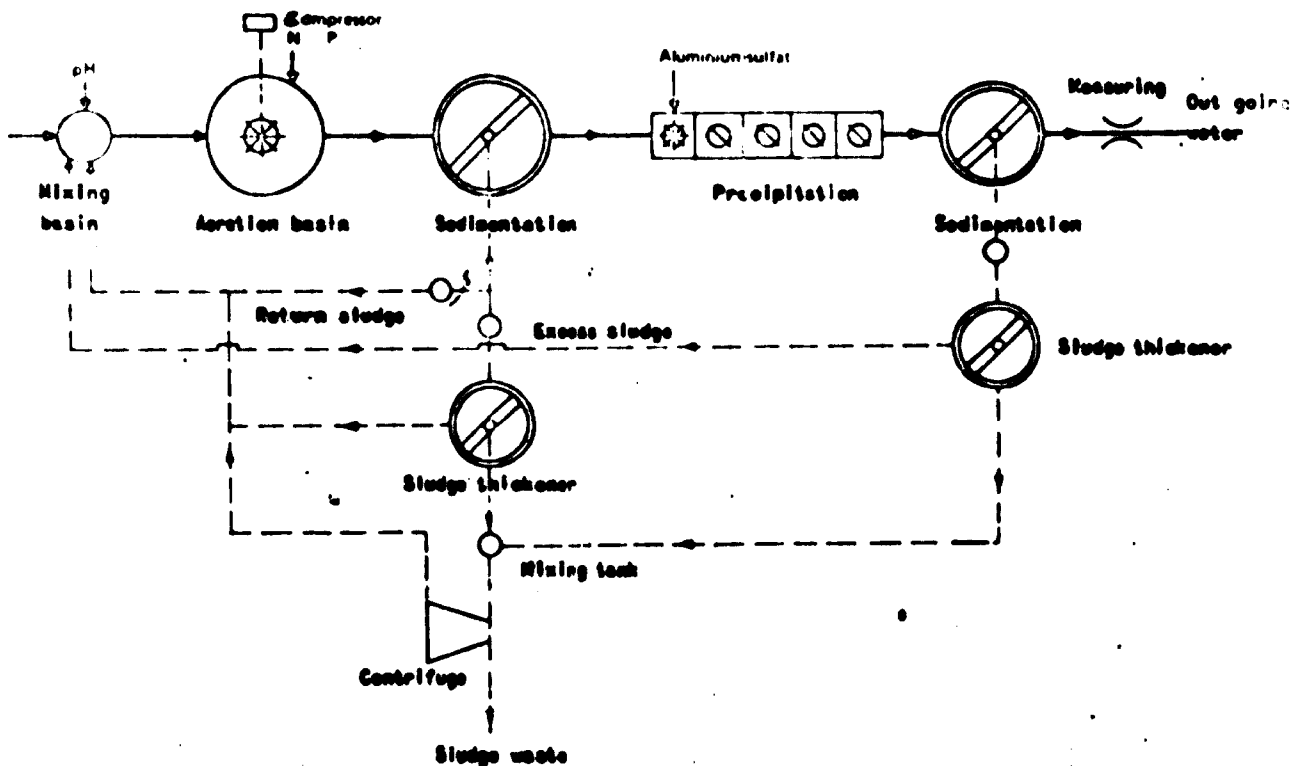 Compressor
N P
pH
Aluminium-sulfat
Measuring
Out going
water
Mixing
basin
Aeration basin
Sedimentation
Precipitation
Sedimentation
Return sludge
Excess sludge
Sludge thickener
Sludge thickener
Mixing tank
Centrifuge
Sludge waste